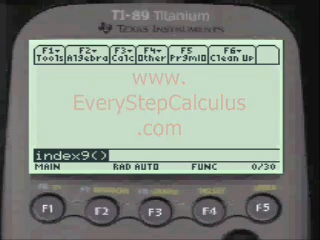 TI-89 Titanium
TEXAS INSTRUMENTS
F1▾ F2▾ F3▾ F4▾ F5 F6▾
Tools Algebra Calc Other PrgmIO Clean Up
www.
EveryStepCalculus
.com
index9()
MAIN RAD AUTO FUNC 0/30
F1 F2 F3 F4 F5